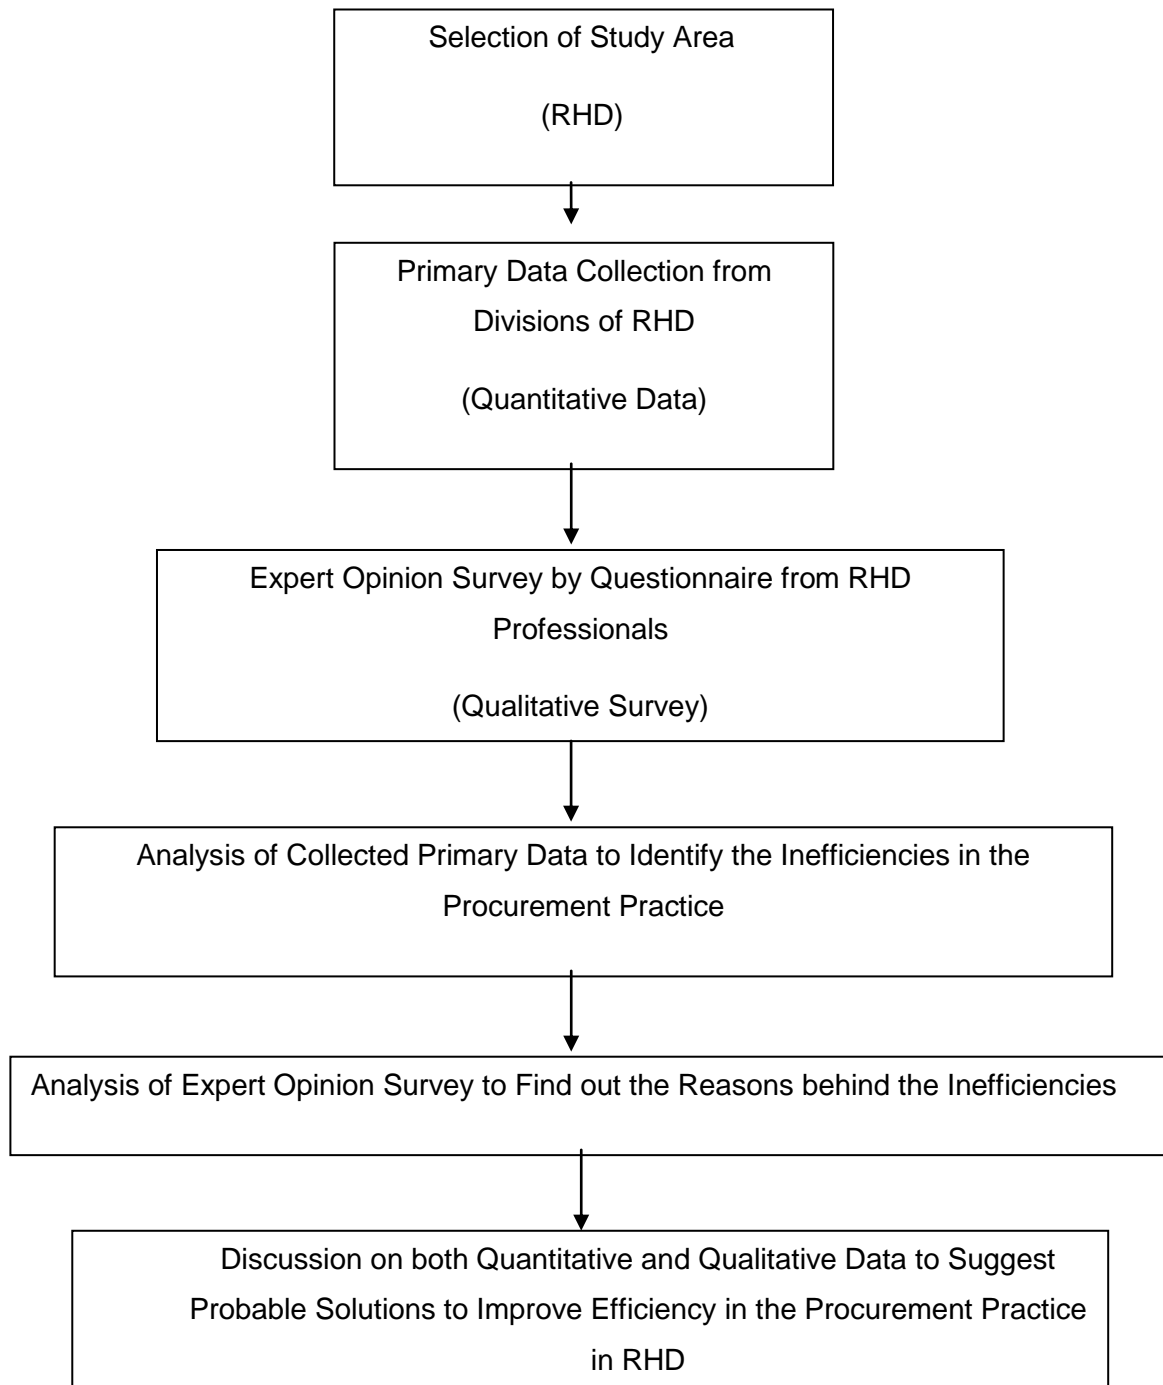 Selection of Study Area
(RHD)
Primary Data Collection from
Divisions of RHD
(Quantitative Data)
Expert Opinion Survey by Questionnaire from RHD
Professionals
(Qualitative Survey)
Analysis of Collected Primary Data to Identify the Inefficiencies in the
Procurement Practice
Analysis of Expert Opinion Survey to Find out the Reasons behind the Inefficiencies
Discussion on both Quantitative and Qualitative Data to Suggest
Probable Solutions to Improve Efficiency in the Procurement Practice
in RHD